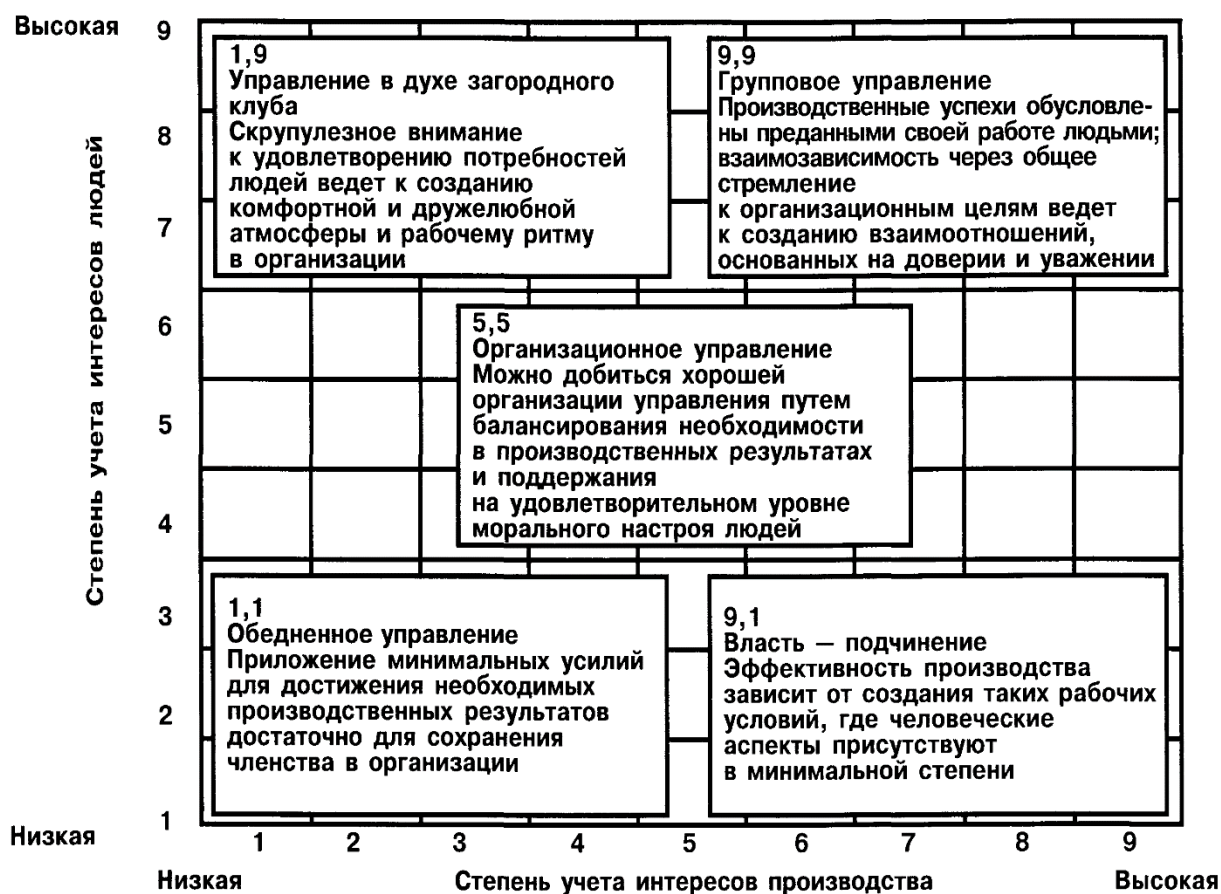 Высокая
Степень учета интересов людей
9
8
7
6
5
4
3
2
1
1,9
Управление в духе загородного
клуба
Скрупулезное внимание
к удовлетворению потребностей
людей ведет к созданию
комфортной и дружелюбной
атмосферы и рабочему ритму
в организации
9,9
Групповое управление
Производственные успехи обусловле-
ны преданными своей работе людьми;
взаимозависимость через общее
стремление
к организационным целям ведет
к созданию взаимоотношений,
основанных на доверии и уважении
5,5
Организационное управление
Можно добиться хорошей
организации управления путем
балансирования необходимости
в производственных результатах
и поддержания
на удовлетворительном уровне
морального настроя людей
1,1
Обедненное управление
Приложение минимальных усилий
для достижения необходимых
производственных результатов
достаточно для сохранения
членства в организации
9,1
Власть — подчинение
Эффективность производства
зависит от создания таких рабочих
условий, где человеческие
аспекты присутствуют
в минимальной степени
Низкая
1 2 3 4 5 6 7 8 9
Низкая Степень учета интересов производства Высокая